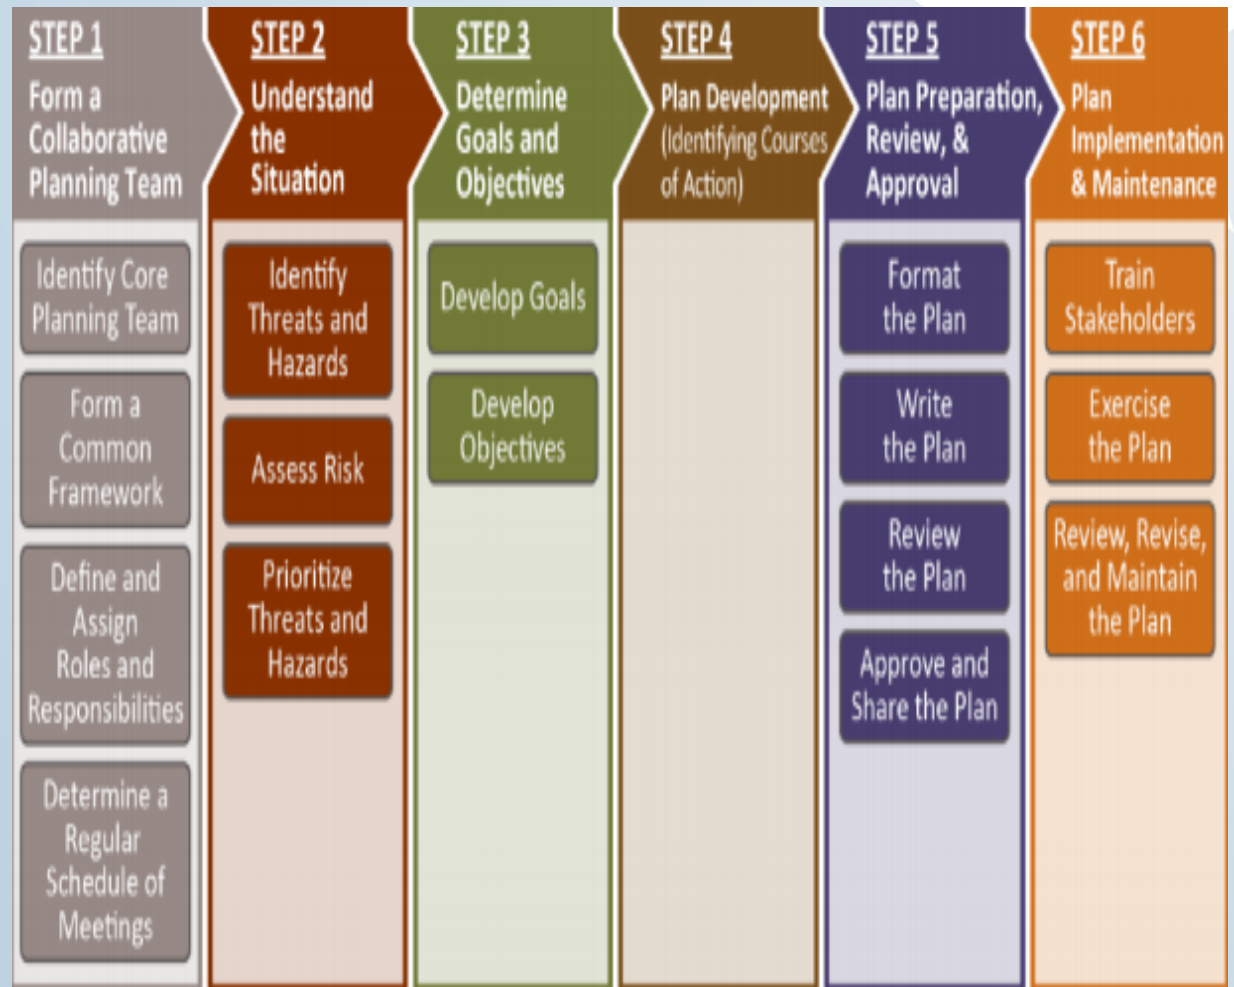 STEP 1
Form a
Collaborative
Planning Team
Identify Core
Planning Team
Form a
Common
Framework
Define and
Assign
Roles and
Responsibilities
Determine a
Regular
Schedule of
Meetings
STEP 2
Understand
the
Situation
Identify
Threats and
Hazards
Assess Risk
Prioritize
Threats and
Hazards
STEP 3
Determine
Goals and
Objectives
Develop Goals
Develop
Objectives
STEP 4
Plan Development
(Identifying Courses
of Action)
STEP 5
Plan Preparation,
Review, &
Approval
Format
the Plan
Write
the Plan
Review
the Plan
Approve and
Share the Plan
STEP 6
Plan
Implementation
& Maintenance
Train
Stakeholders
Exercise
the Plan
Review, Revise,
and Maintain
the Plan